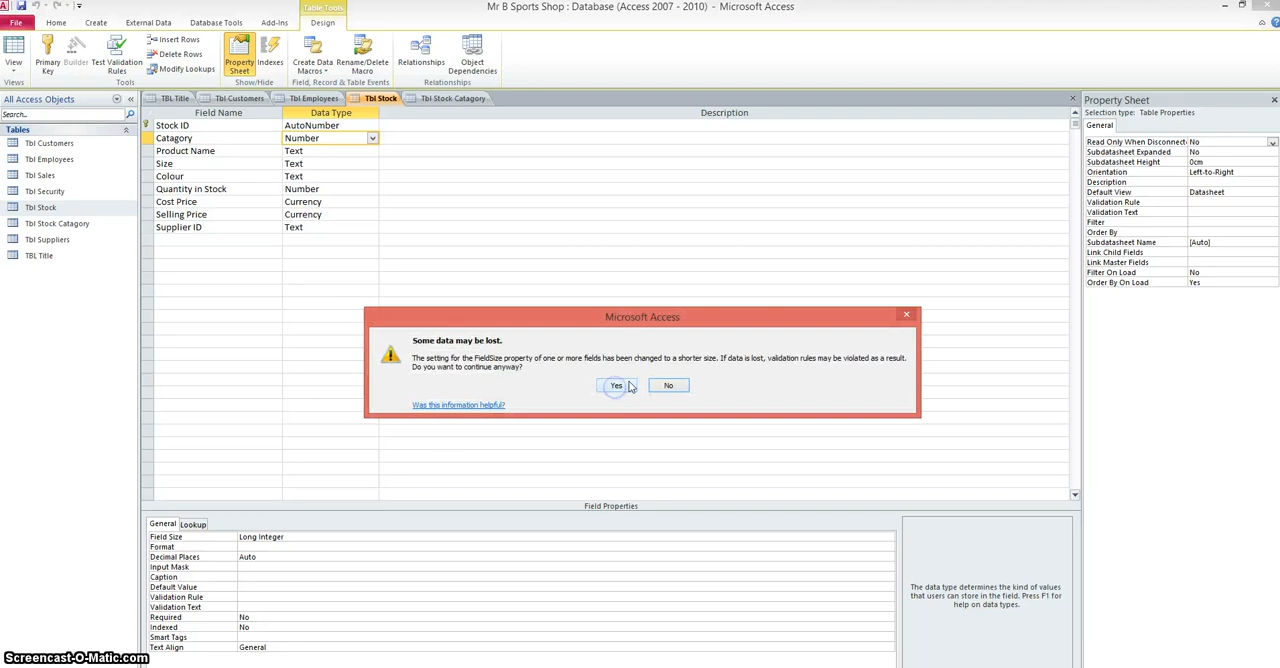 Mr B Sports Shop : Database (Access 2007 - 2010) - Microsoft Access
Table Tools
File Home Create External Data Database Tools Add-Ins Design
View
Primary Key
Builder
Test Validation Rules
Insert Rows
Delete Rows
Modify Lookups
Property Sheet
Indexes
Create Data Macros
Rename/Delete Macro
Relationships
Object Dependencies
Views Tools Show/Hide Field, Record & Table Events Relationships
All Access Objects
Search...
Tables
Tbl Customers
Tbl Employees
Tbl Sales
Tbl Security
Tbl Stock
Tbl Stock Catagory
Tbl Suppliers
TBL Title
TBL Title Tbl Customers Tbl Employees Tbl Stock Tbl Stock Catagory
Field Name Data Type Description
Stock ID AutoNumber
Catagory Number
Product Name Text
Size Text
Colour Text
Quantity in Stock Number
Cost Price Currency
Selling Price Currency
Supplier ID Text
Microsoft Access
Some data may be lost.
The setting for the FieldSize property of one or more fields has been changed to a shorter size. If data is lost, validation rules may be violated as a result.
Do you want to continue anyway?
Yes No
Was this information helpful?
Field Properties
General Lookup
Field Size Long Integer
Format
Decimal Places Auto
Input Mask
Caption
Default Value
Validation Rule
Validation Text
Required No
Indexed No
Smart Tags
Text Align General
The data type determines the kind of values
that users can store in the field. Press F1 for
help on data types.
Property Sheet
Selection type: Table Properties
General
Read Only When Disconnect No
Subdatasheet Expanded No
Subdatasheet Height 0cm
Orientation Left-to-Right
Description
Default View Datasheet
Validation Rule
Validation Text
Filter
Order By
Subdatasheet Name [Auto]
Link Child Fields
Link Master Fields
Filter On Load No
Order By On Load Yes
Screencast-O-Matic.com